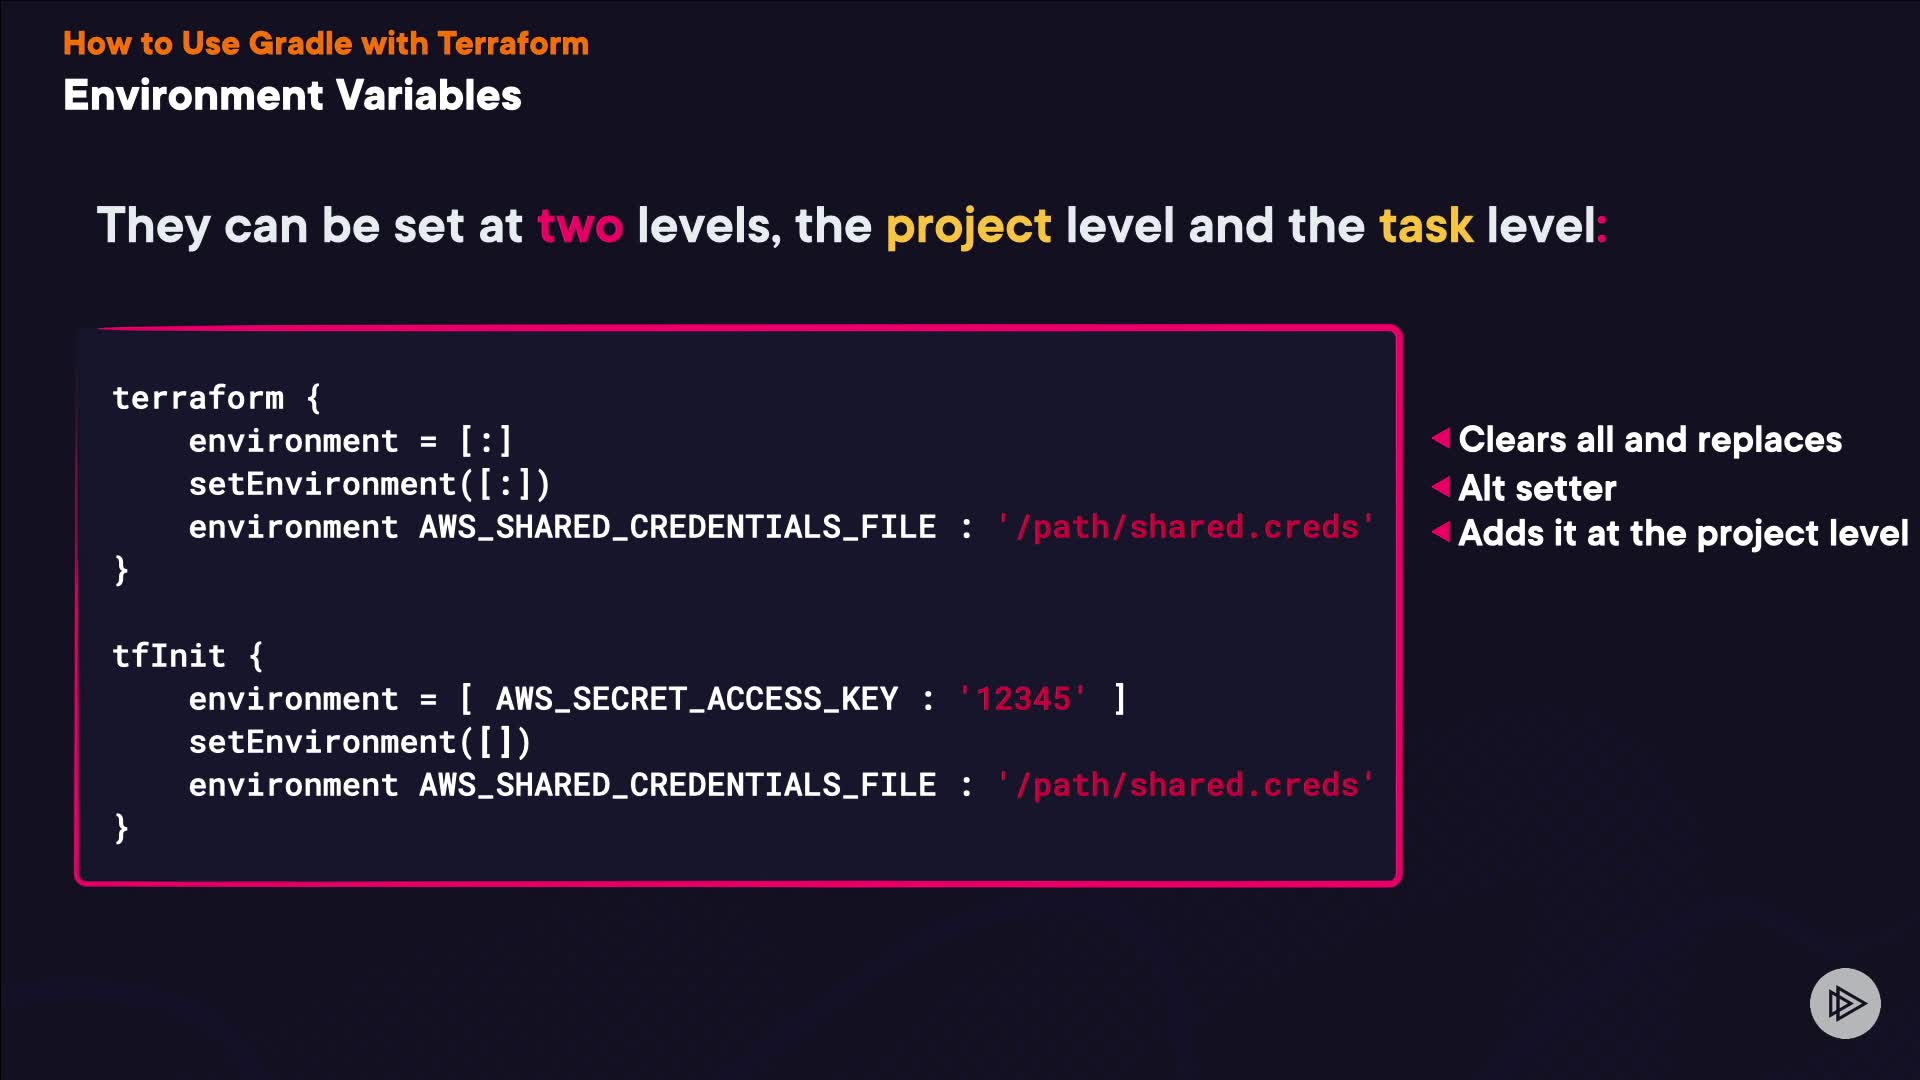 How to Use Gradle with Terraform
Environment Variables
They can be set at two levels, the project level and the task level:
terraform {
    environment = [:]
    setEnvironment([:])
    environment AWS_SHARED_CREDENTIALS_FILE : '/path/shared.creds'
}
tfInit {
    environment = [ AWS_SECRET_ACCESS_KEY : '12345' ]
    setEnvironment([])
    environment AWS_SHARED_CREDENTIALS_FILE : '/path/shared.creds'
}
Clears all and replaces
Alt setter
Adds it at the project level